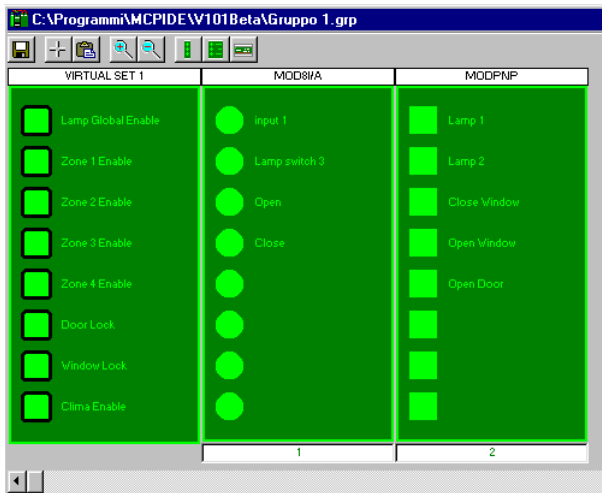 C:\Programmi\MCPIDE\V101Beta\Gruppo 1.grp
VIRTUAL SET 1
MOD8I/A
MODPNP
Lamp Global Enable
input 1
Lamp 1
Zone 1 Enable
Lamp switch 3
Lamp 2
Zone 2 Enable
Open
Close Window
Zone 3 Enable
Close
Open Window
Zone 4 Enable
Open Door
Door Lock
Window Lock
Clima Enable
1
2